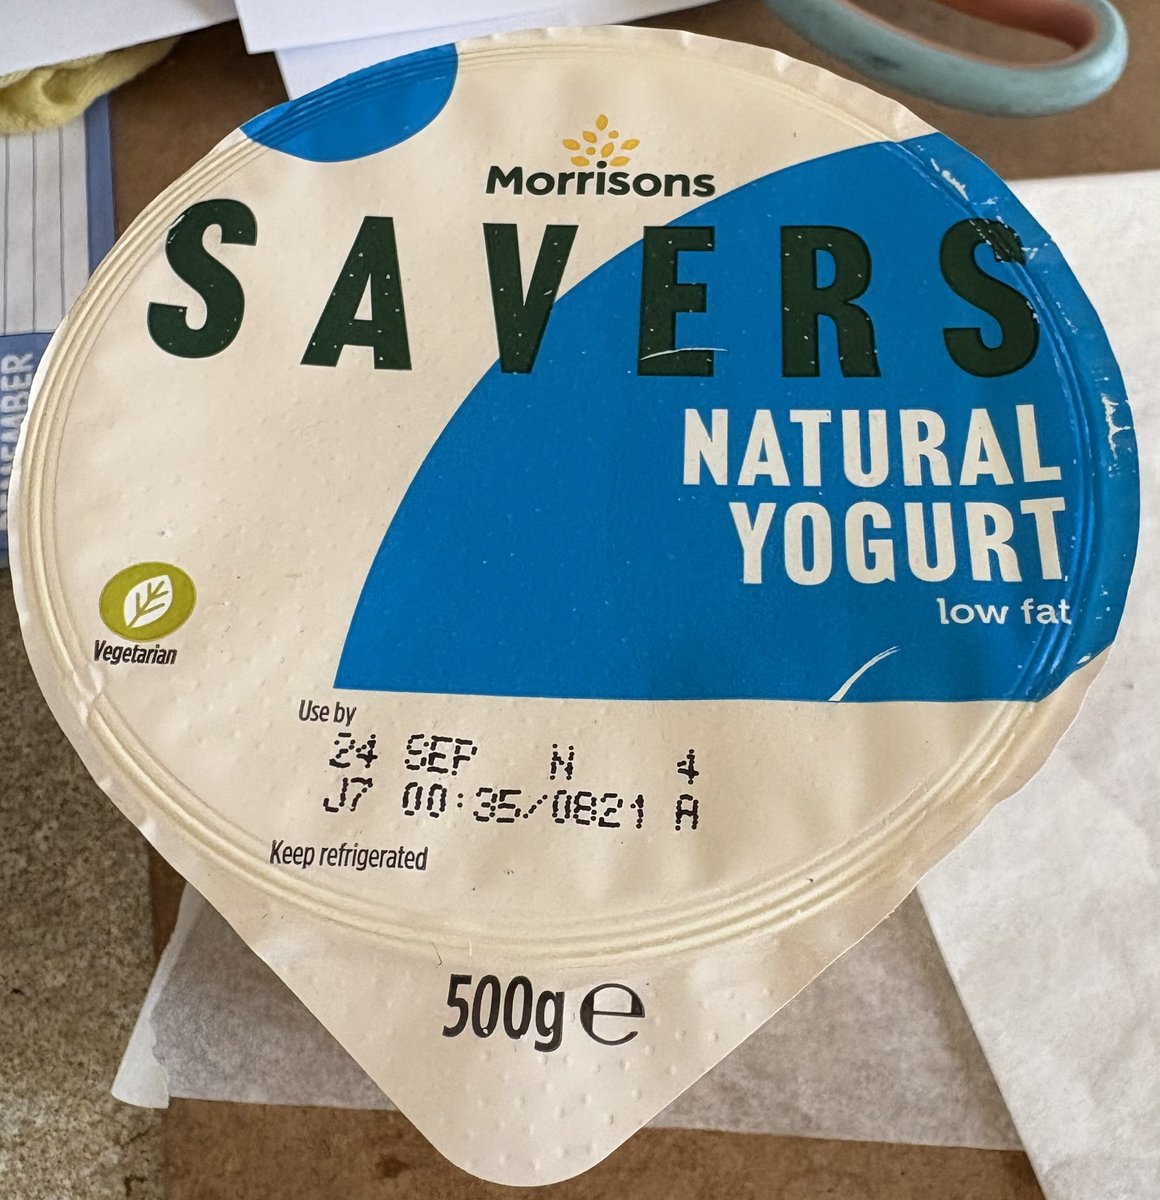 Morrisons
SAVERS
NATURAL
YOGURT
low fat
Vegetarian
Use by
24 SEP N 4
J7 00:35/0821 A
Keep refrigerated
500g ℮